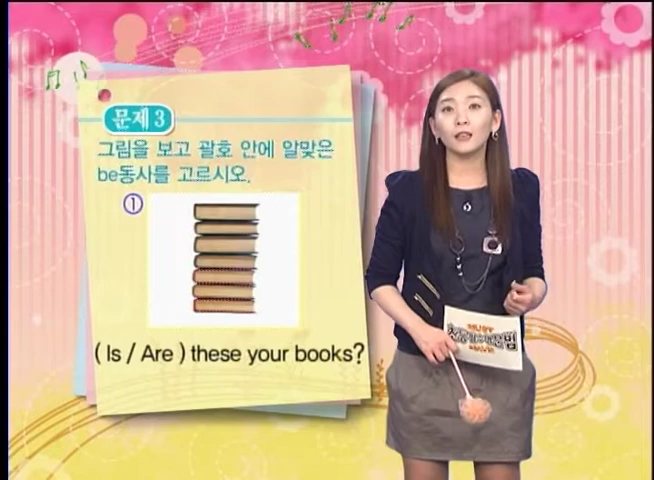 문제 3
그림을 보고 괄호 안에 알맞은
be동사를 고르시오.
①
( Is / Are ) these your books?